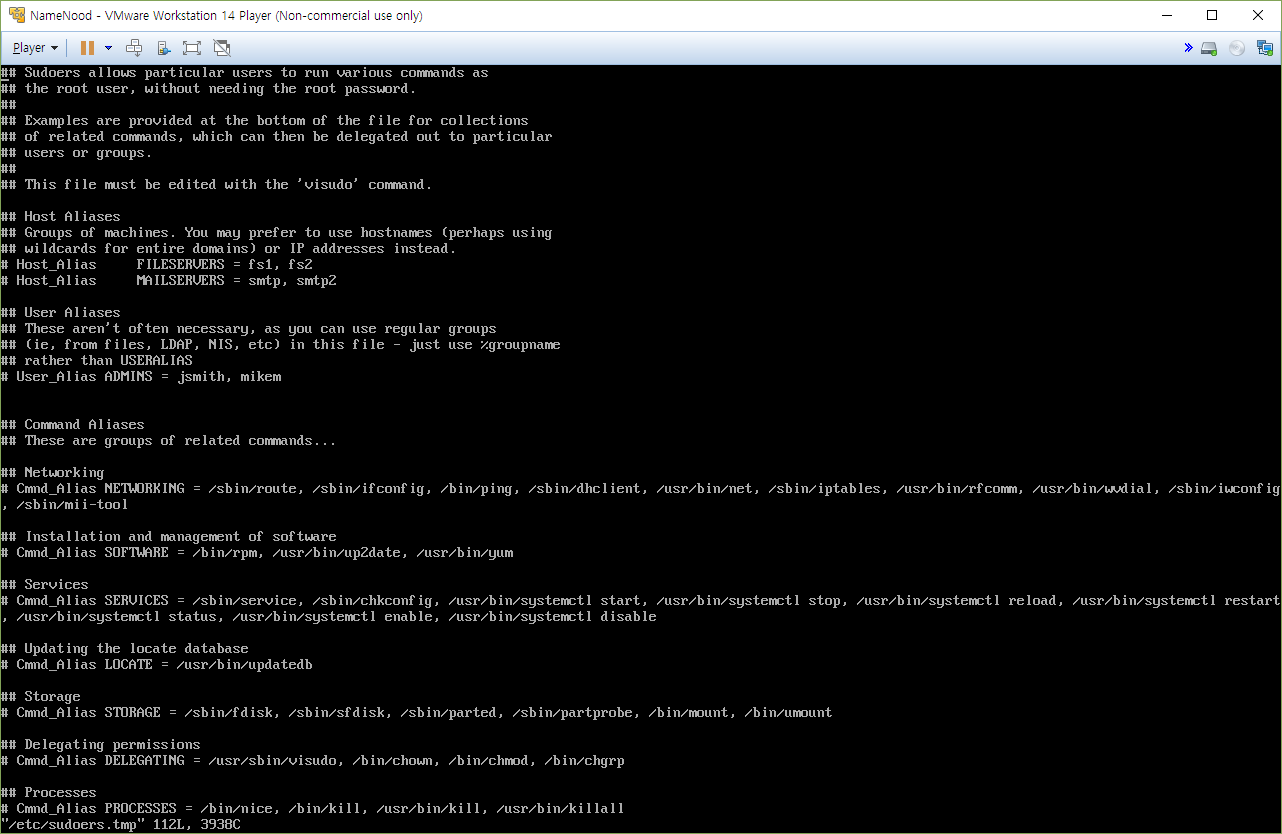 NameNood - VMware Workstation 14 Player (Non-commercial use only)
Player
## Sudoers allows particular users to run various commands as
## the root user, without needing the root password.
##
## Examples are provided at the bottom of the file for collections
## of related commands, which can then be delegated out to particular
## users or groups.
##
## This file must be edited with the 'visudo' command.
## Host Aliases
## Groups of machines. You may prefer to use hostnames (perhaps using
## wildcards for entire domains) or IP addresses instead.
# Host_Alias     FILESERVERS = fs1, fs2
# Host_Alias     MAILSERVERS = smtp, smtp2
## User Aliases
## These aren't often necessary, as you can use regular groups
## (ie, from files, LDAP, NIS, etc) in this file - just use %groupname
## rather than USERALIAS
# User_Alias ADMINS = jsmith, mikem
## Command Aliases
## These are groups of related commands...
## Networking
# Cmnd_Alias NETWORKING = /sbin/route, /sbin/ifconfig, /bin/ping, /sbin/dhclient, /usr/bin/net, /sbin/iptables, /usr/bin/rfcomm, /usr/bin/wvdial, /sbin/iwconfig
, /sbin/mii-tool
## Installation and management of software
# Cmnd_Alias SOFTWARE = /bin/rpm, /usr/bin/up2date, /usr/bin/yum
## Services
# Cmnd_Alias SERVICES = /sbin/service, /sbin/chkconfig, /usr/bin/systemctl start, /usr/bin/systemctl stop, /usr/bin/systemctl reload, /usr/bin/systemctl restart
, /usr/bin/systemctl status, /usr/bin/systemctl enable, /usr/bin/systemctl disable
## Updating the locate database
# Cmnd_Alias LOCATE = /usr/bin/updatedb
## Storage
# Cmnd_Alias STORAGE = /sbin/fdisk, /sbin/sfdisk, /sbin/parted, /sbin/partprobe, /bin/mount, /bin/umount
## Delegating permissions
# Cmnd_Alias DELEGATING = /usr/sbin/visudo, /bin/chown, /bin/chmod, /bin/chgrp
## Processes
# Cmnd_Alias PROCESSES = /bin/nice, /bin/kill, /usr/bin/kill, /usr/bin/killall
"/etc/sudoers.tmp" 112L, 3938C